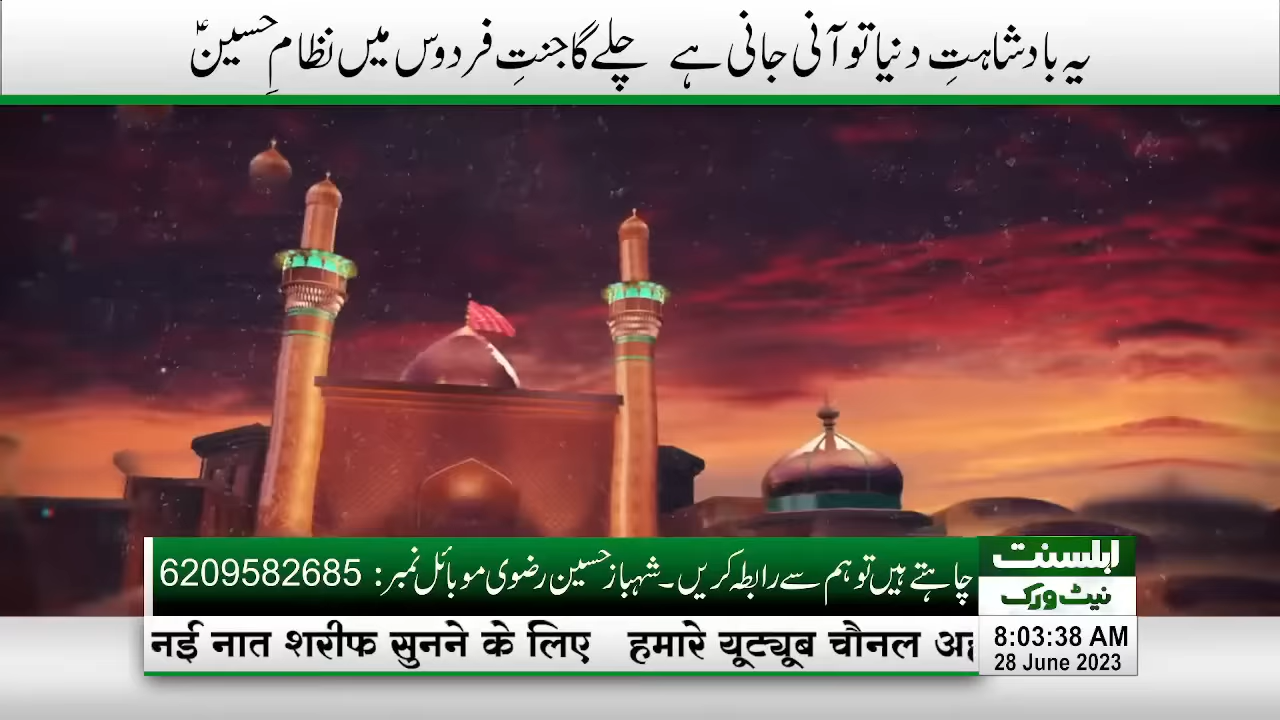 یہ بادشاہتِ دنیا تو آنی جانی ہے چلے گا جنتِ فردوس میں نظامِ حسینؑ
چاہتے ہیں تو ہم سے رابطہ کریں۔ شہباز حسین رضوی موبائل نمبر: 6209582685
اہلسنت
نیٹ ورک
नई नात शरीफ सुनने के लिए हमारे यूट्यूब चौनल
8:03:38 AM
28 June 2023